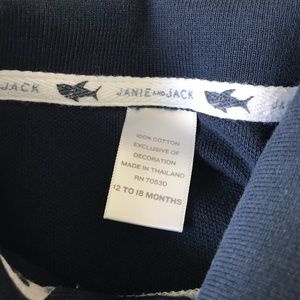 JACK JANIE AND JACK
100% COTTON
EXCLUSIVE OF
DECORATION
MADE IN THAILAND
RN 70530
12 TO 18 MONTHS